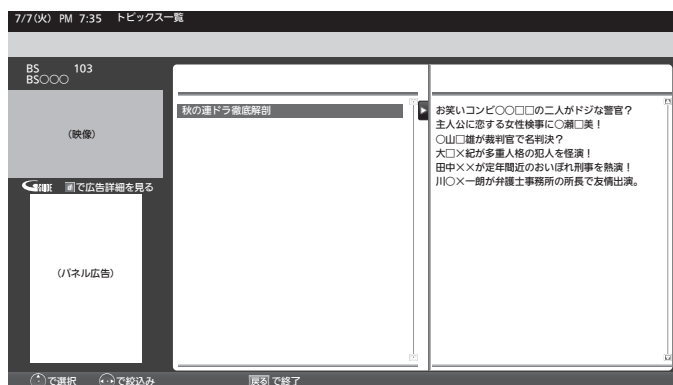 7/7(火) PM 7:35 トピックス一覧
BS 103
BS○○○
(映像)
GGUIDE dで広告詳細を見る
(パネル広告)
秋の連ドラ徹底解剖
お笑いコンビ○○□□の二人がドジな警官?
主人公に恋する女性検事に○瀬□美!
○山□雄が裁判官で名判決?
大□×紀が多重人格の犯人を怪演!
田中××が定年間近のおいぼれ刑事を熱演!
川○×一朗が弁護士事務所の所長で友情出演。
で選択 で絞込み 戻るで終了